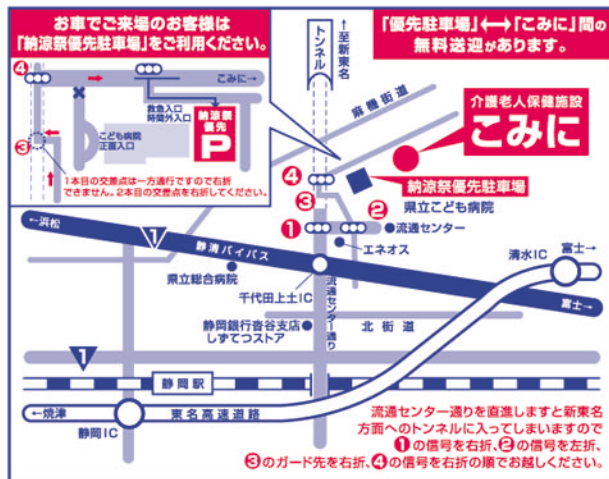 お車でご来場のお客様は
「納涼祭優先駐車場」をご利用ください。
「優先駐車場」⟷「こみに」間の
無料送迎があります。
←至新東名
トンネル
麻機街道
介護老人保健施設
こみに
4
こみに→
救急入口
時間外入口
納涼祭
優先
P
こども病院
正面入口
3
1本目の交差点は一方通行ですので右折
できません。2本目の交差点を右折してください。
4
3
納涼祭優先駐車場
県立こども病院
1
2
流通センター
エネオス
←浜松
1
静清バイパス
県立総合病院
千代田上土IC
清水IC
富士→
富士→
流通センター通り
北街道
静岡銀行沓谷支店
しずてつストア
1
静岡駅
←焼津
東名高速道路
静岡IC
流通センター通りを直進しますと新東名
方面へのトンネルに入ってしまいますので
1の信号を右折、2の信号を左折、
3のガード先を右折、4の信号を右折の順でお越しください。